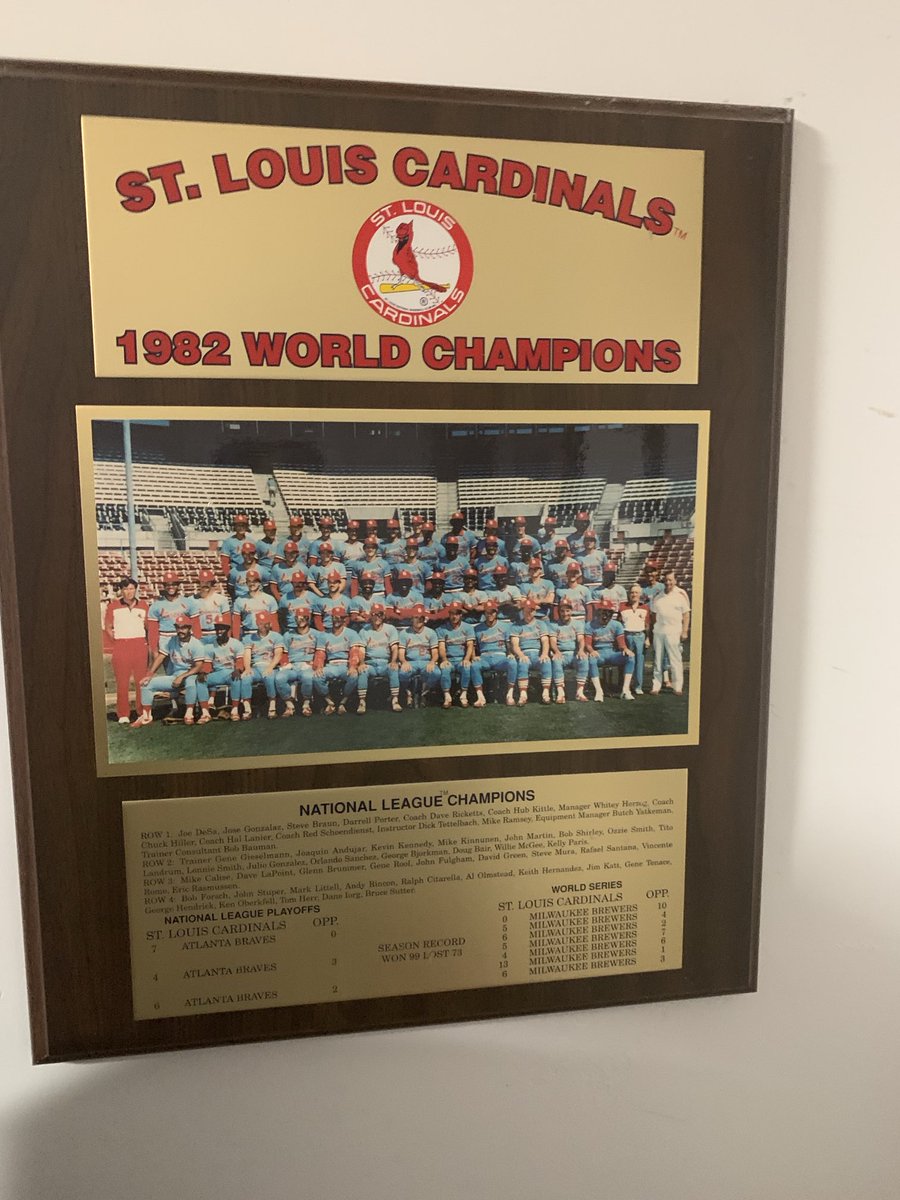 ST. LOUIS CARDINALS™
ST. LOUIS
CARDINALS
1982 WORLD CHAMPIONS
NATIONAL LEAGUE™ CHAMPIONS
ROW 1: Joe DeSa, Jose Gonzalaz, Steve Braun, Darrell Porter, Coach Dave Ricketts, Coach Hub Kittle, Manager Whitey Herzog, Coach
Chuck Hiller, Coach Hal Lanier, Coach Red Schoendienst, Instructor Dick Tettelbach, Mike Ramsey, Equipment Manager Butch Yatkeman,
Trainer Consultant Bob Bauman.
ROW 2: Trainer Gene Gieselmann, Joaquin Andujar, Kevin Kennedy, Mike Kinnunen, John Martin, Bob Shirley, Ozzie Smith, Tito
Landrum, Lonnie Smith, Julio Gonzalez, Orlando Sanchez, George Bjorkman, Doug Bair, Willie McGee, Kelly Paris.
ROW 3: Mike Calise, Dave LaPoint, Glenn Brummer, Gene Roof, John Fulgham, David Green, Steve Mura, Rafael Santana, Vincente
Romo, Eric Rasmussen.
ROW 4: Bob Forsch, John Stuper, Mark Littell, Andy Rincon, Ralph Citarella, Al Olmstead, Keith Hernandez, Jim Katt, Gene Tenace,
George Hendrick, Ken Oberkfell, Tom Herr, Dane Iorg, Bruce Sutter.
NATIONAL LEAGUE PLAYOFFS
ST. LOUIS CARDINALS OPP.
7 ATLANTA BRAVES 0
4 ATLANTA BRAVES 3
6 ATLANTA BRAVES 2
SEASON RECORD
WON 99 LOST 73
WORLD SERIES
ST. LOUIS CARDINALS OPP.
0 MILWAUKEE BREWERS 10
5 MILWAUKEE BREWERS 4
6 MILWAUKEE BREWERS 2
5 MILWAUKEE BREWERS 7
4 MILWAUKEE BREWERS 6
13 MILWAUKEE BREWERS 1
6 MILWAUKEE BREWERS 3